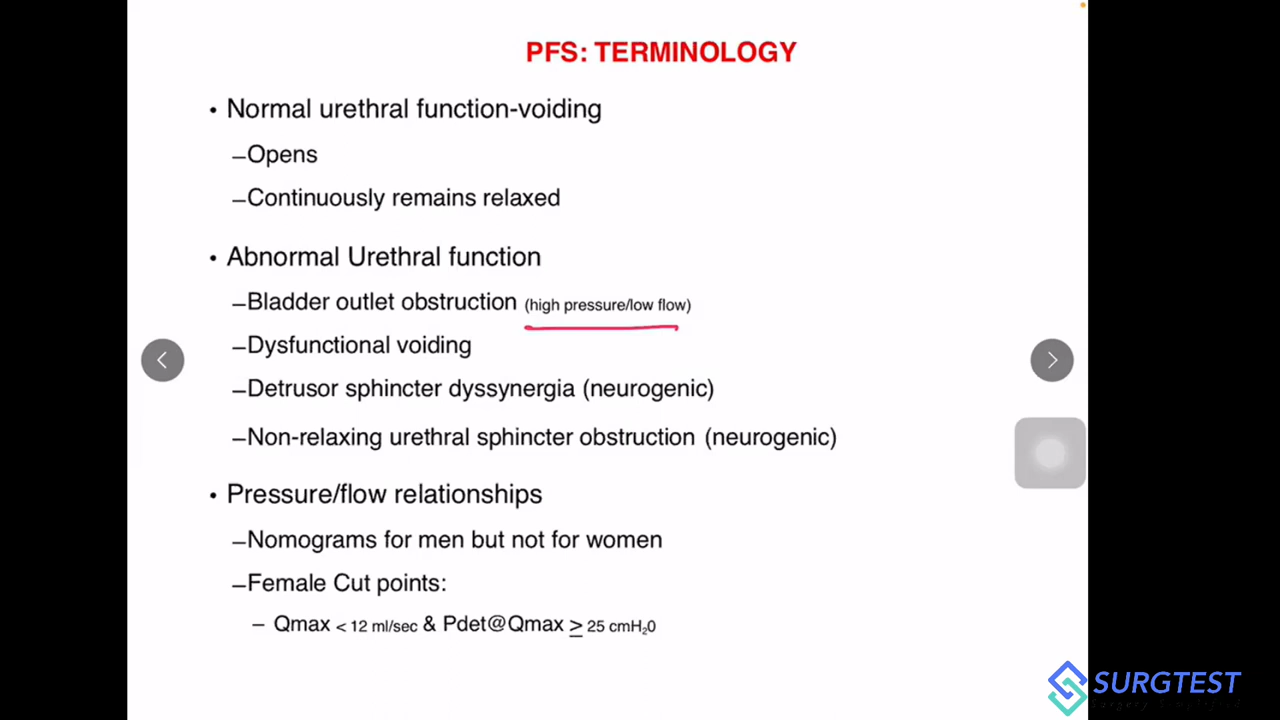 PFS: TERMINOLOGY
• Normal urethral function-voiding
–Opens
–Continuously remains relaxed
• Abnormal Urethral function
–Bladder outlet obstruction (high pressure/low flow)
–Dysfunctional voiding
–Detrusor sphincter dyssynergia (neurogenic)
–Non-relaxing urethral sphincter obstruction (neurogenic)
• Pressure/flow relationships
–Nomograms for men but not for women
–Female Cut points:
– Qmax < 12 ml/sec & Pdet@Qmax ≥ 25 cmH₂0
SURGTEST